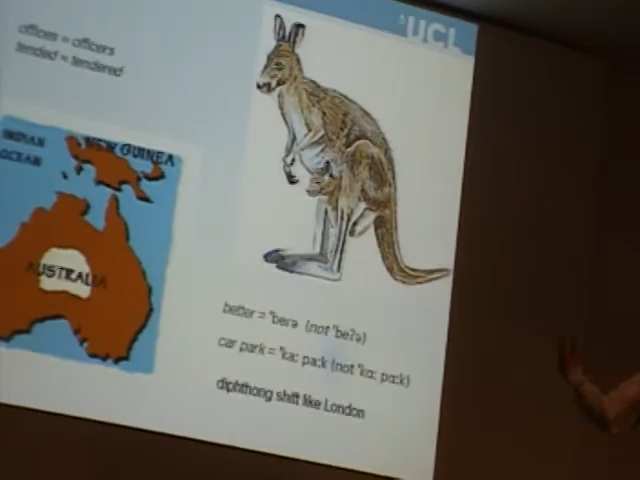 UCL
offices = officers
tended = tendered
INDIAN
OCEAN
NEW GUINEA
AUSTRALIA
better = ˈberə (not ˈbeʔə)
car park = ˈkaː paːk (not ˈkɑː pɑːk)
diphthong shift like London